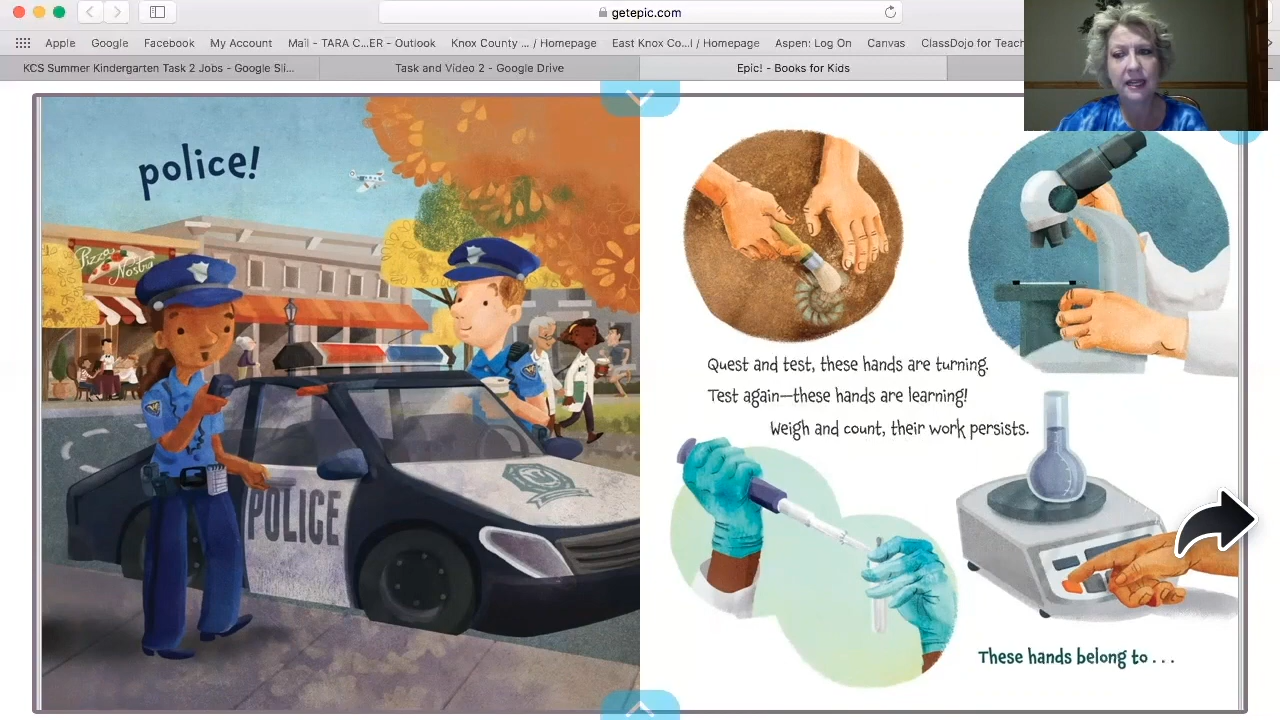 getepic.com
Apple Google Facebook My Account Mail - TARA C...ER - Outlook Knox County ... / Homepage East Knox Co...l / Homepage Aspen: Log On Canvas ClassDojo for Teach
KCS Summer Kindergarten Task 2 Jobs - Google Sli... Task 1 and Video 2 - Google Drive Epic! - Books for Kids
police!
Pizza
Nostra
POLICE
Quest and test, these hands are turning.
Test again—these hands are learning!
Weigh and count, their work persists.
These hands belong to . . .